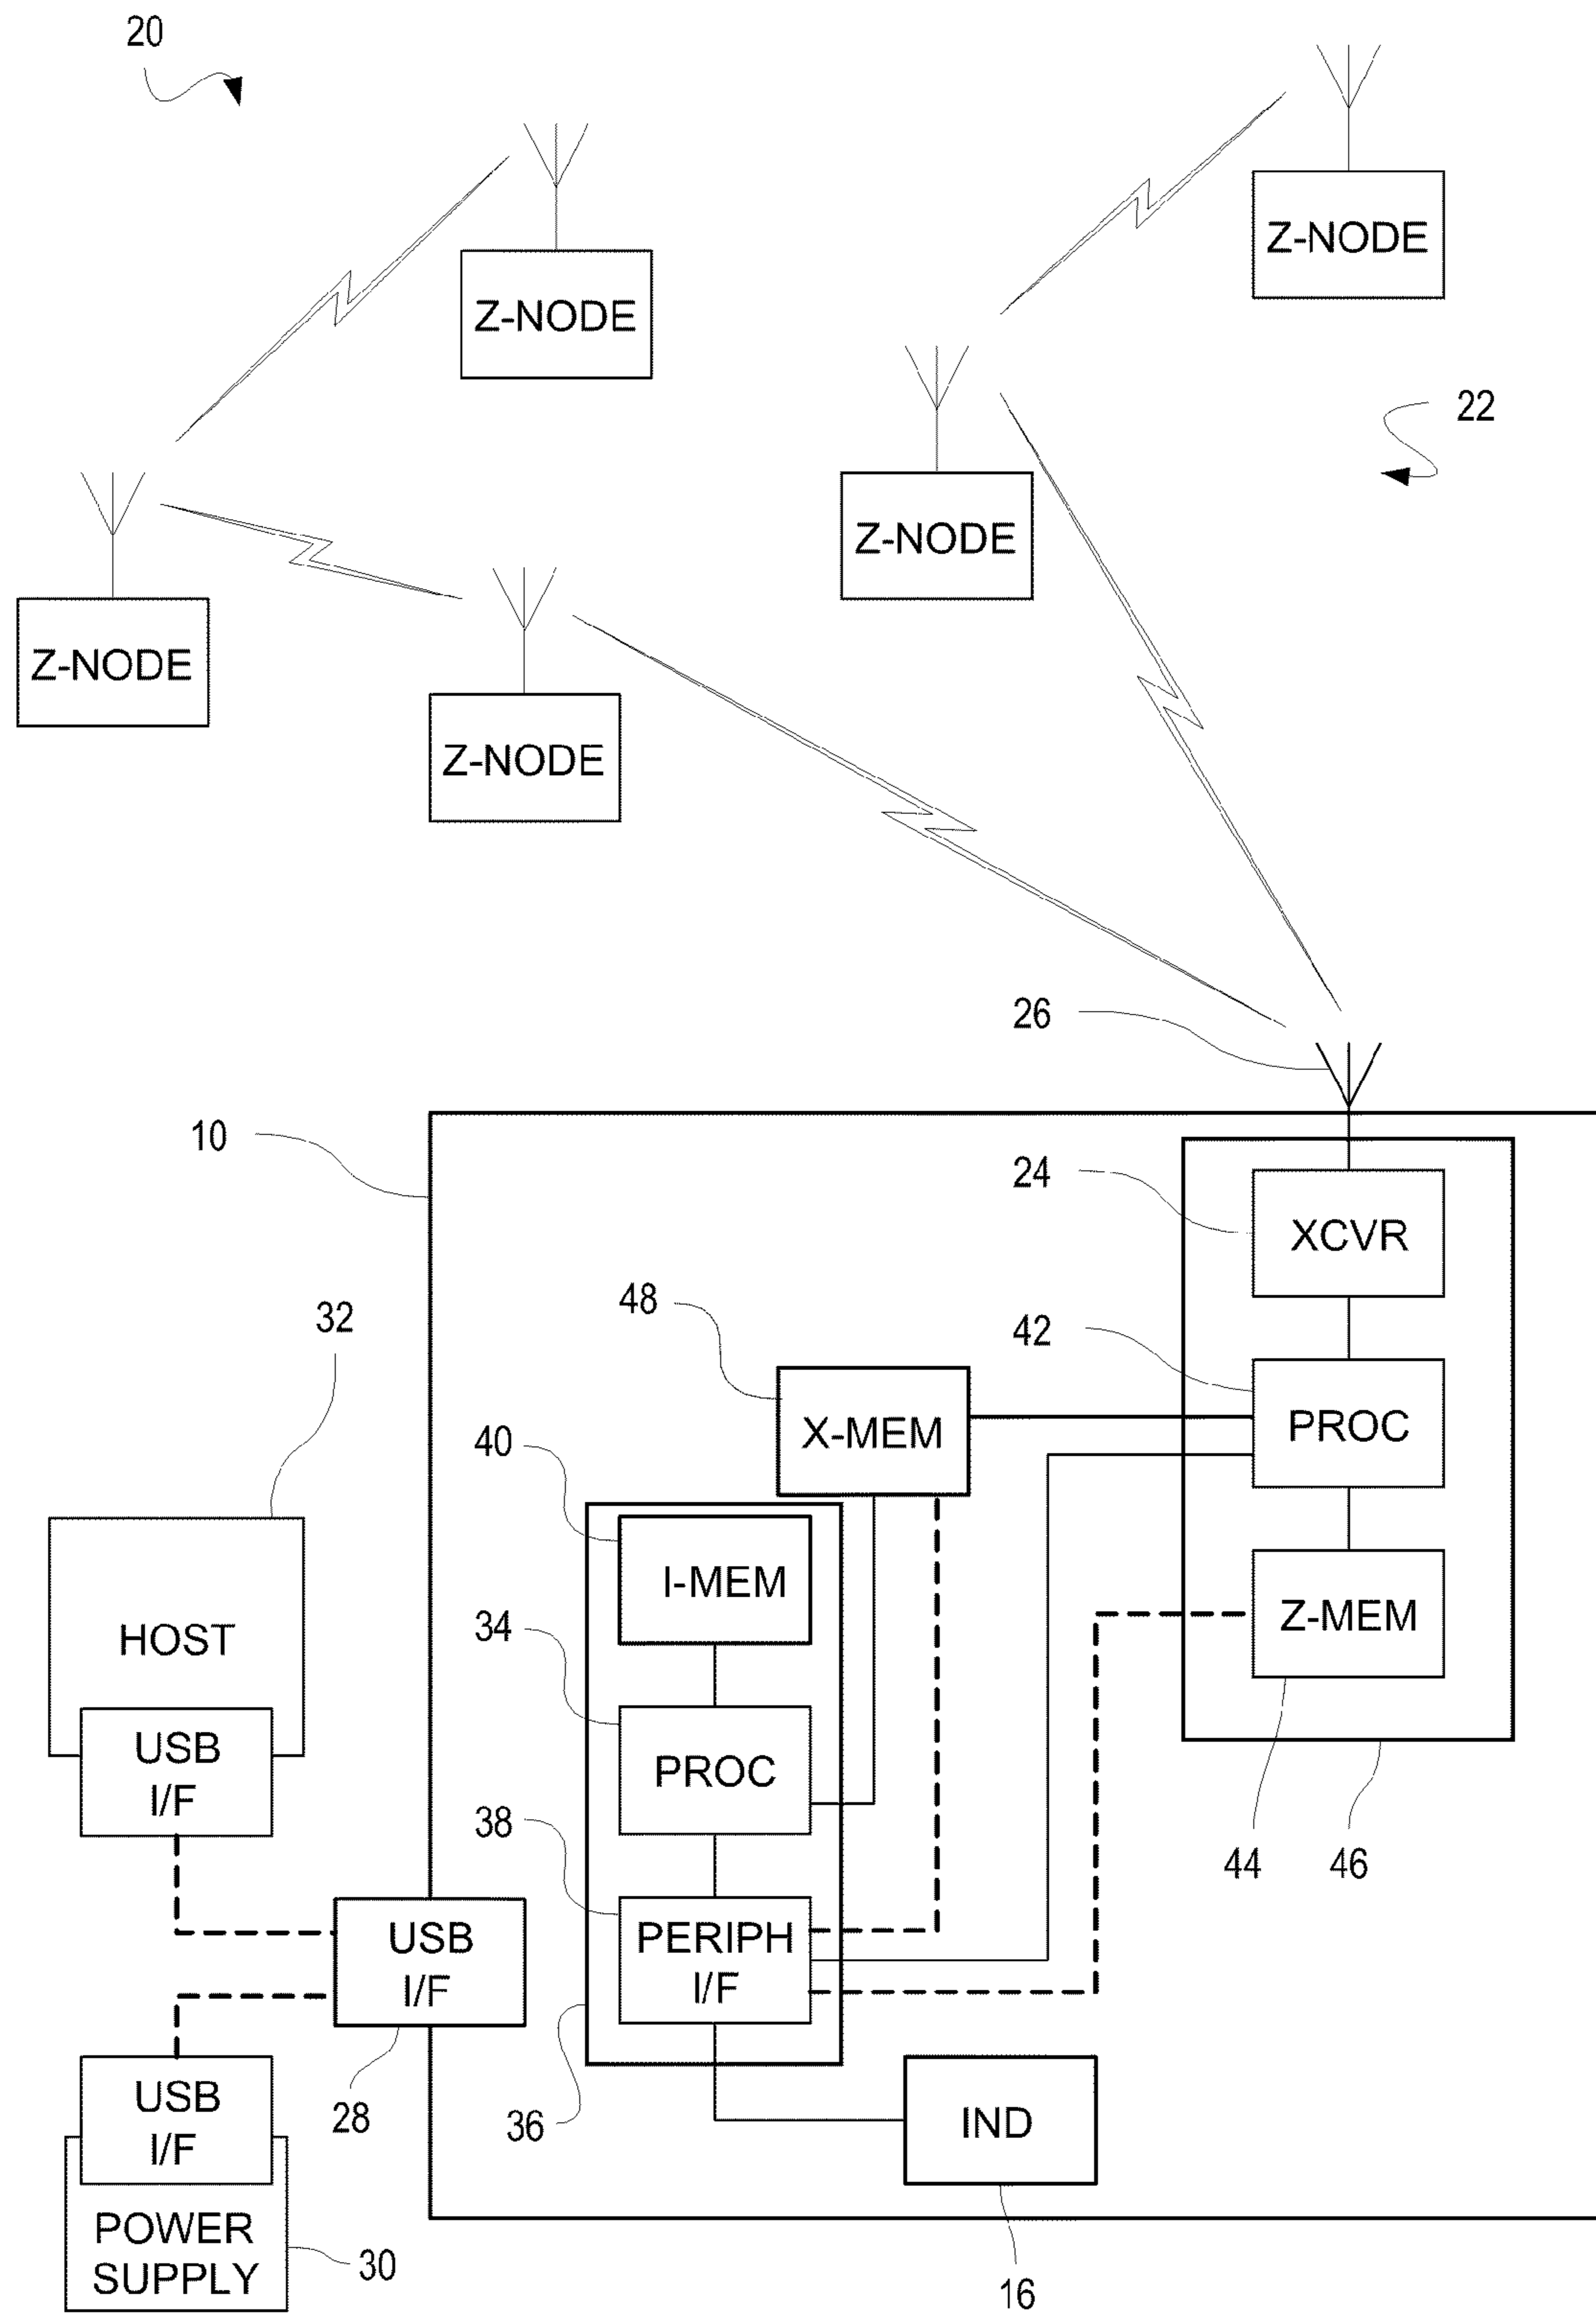 20
Z-NODE
Z-NODE
22
Z-NODE
Z-NODE
Z-NODE
26
10
24
XCVR
32
48
42
X-MEM
PROC
40
I-MEM
34
Z-MEM
HOST
USB
I/F
PROC
38
44
46
USB
I/F
PERIPH
I/F
USB
I/F
28
36
IND
POWER
SUPPLY
30
16